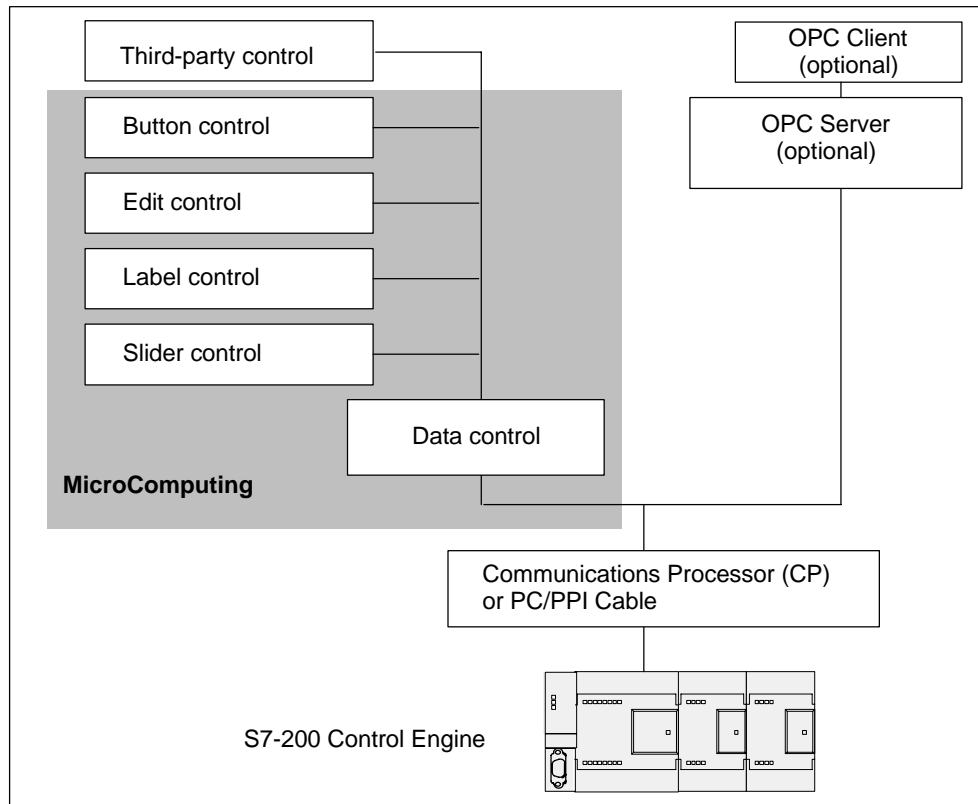 Third-party control
OPC Client
(optional)
Button control
OPC Server
(optional)
Edit control
Label control
Slider control
Data control
MicroComputing
Communications Processor (CP)
or PC/PPI Cable
S7-200 Control Engine